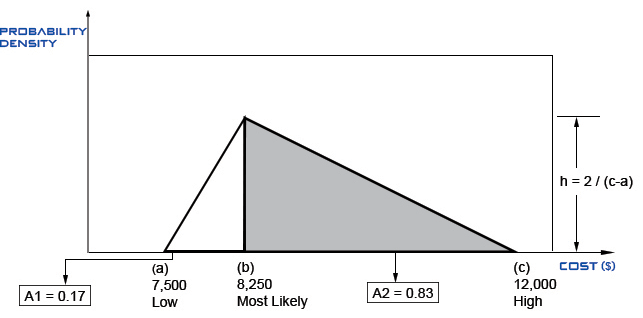 PROBABILITY
DENSITY
h = 2 / (c-a)
(a)
7,500
Low
(b)
8,250
Most Likely
(c)
12,000
High
COST ($)
A1 = 0.17
A2 = 0.83